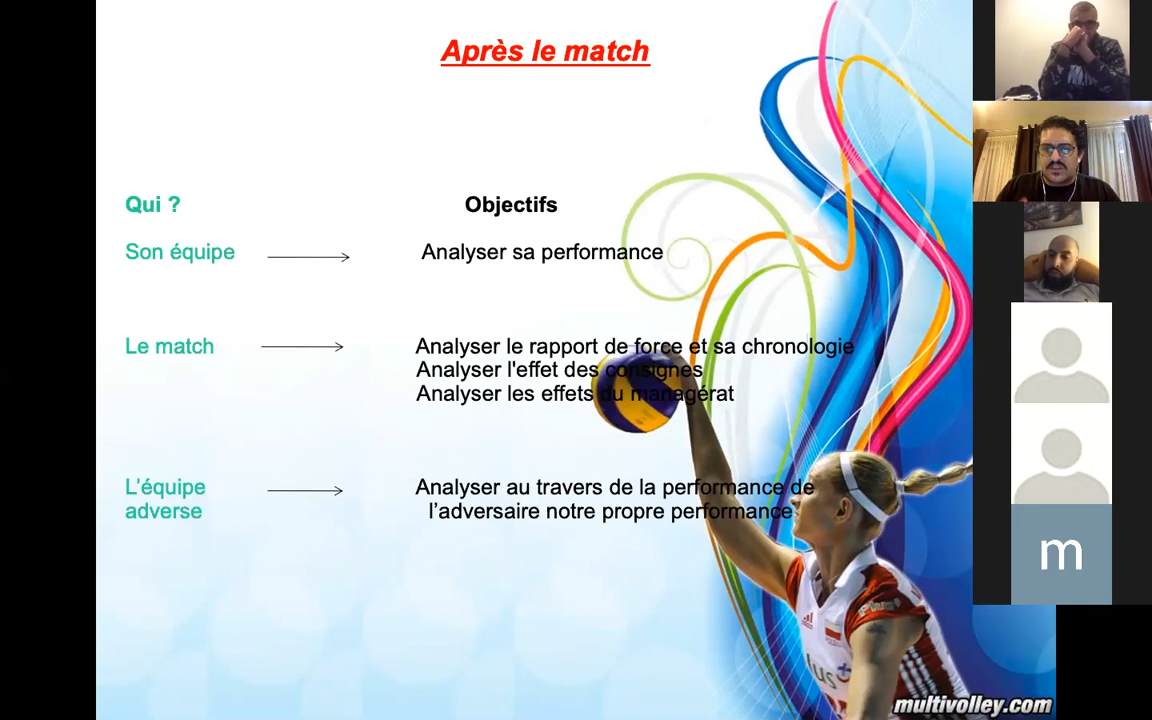 Après le match
Qui ?
Objectifs
Son équipe
Analyser sa performance
Le match
Analyser le rapport de force et sa chronologie
Analyser l'effet des consignes
Analyser les effets du managérat
L'équipe
adverse
Analyser au travers de la performance de
l’adversaire notre propre performance
m
Plus
multivolley.com